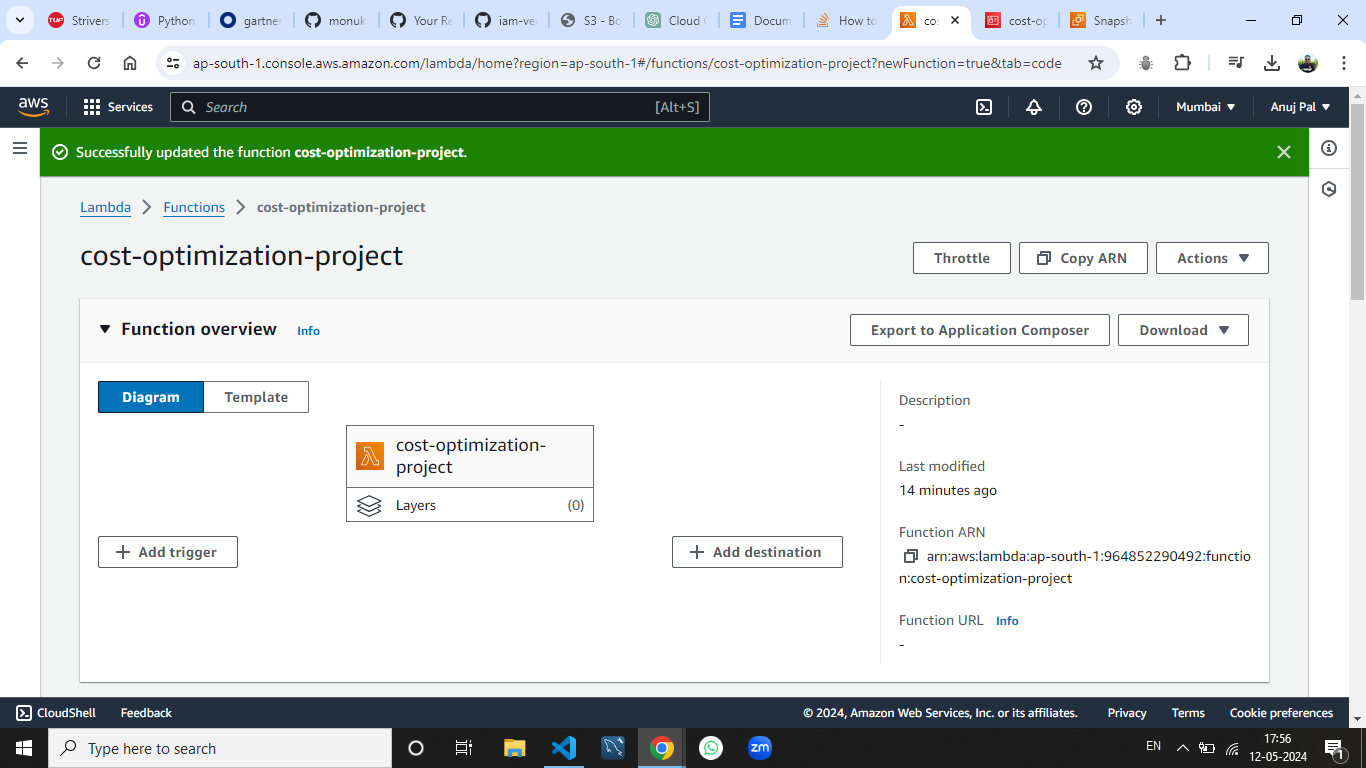 Strivers
Python
gartne
monuk
Your Re
iam-ve
S3 - Bo
Cloud C
Docum
How to
co
cost-op
Snapsh
ap-south-1.console.aws.amazon.com/lambda/home?region=ap-south-1#/functions/cost-optimization-project?newFunction=true&tab=code
aws
Services
Search
[Alt+S]
Mumbai
Anuj Pal
Successfully updated the function cost-optimization-project.
Lambda
Functions
cost-optimization-project
cost-optimization-project
Throttle
Copy ARN
Actions
Function overview
Info
Export to Application Composer
Download
Diagram
Template
cost-optimization-
project
Layers
(0)
Add trigger
Add destination
Description
-
Last modified
14 minutes ago
Function ARN
arn:aws:lambda:ap-south-1:964852290492:functio
n:cost-optimization-project
Function URL
Info
-
CloudShell
Feedback
© 2024, Amazon Web Services, Inc. or its affiliates.
Privacy
Terms
Cookie preferences
Type here to search
zm
EN
17:56
12-05-2024
1